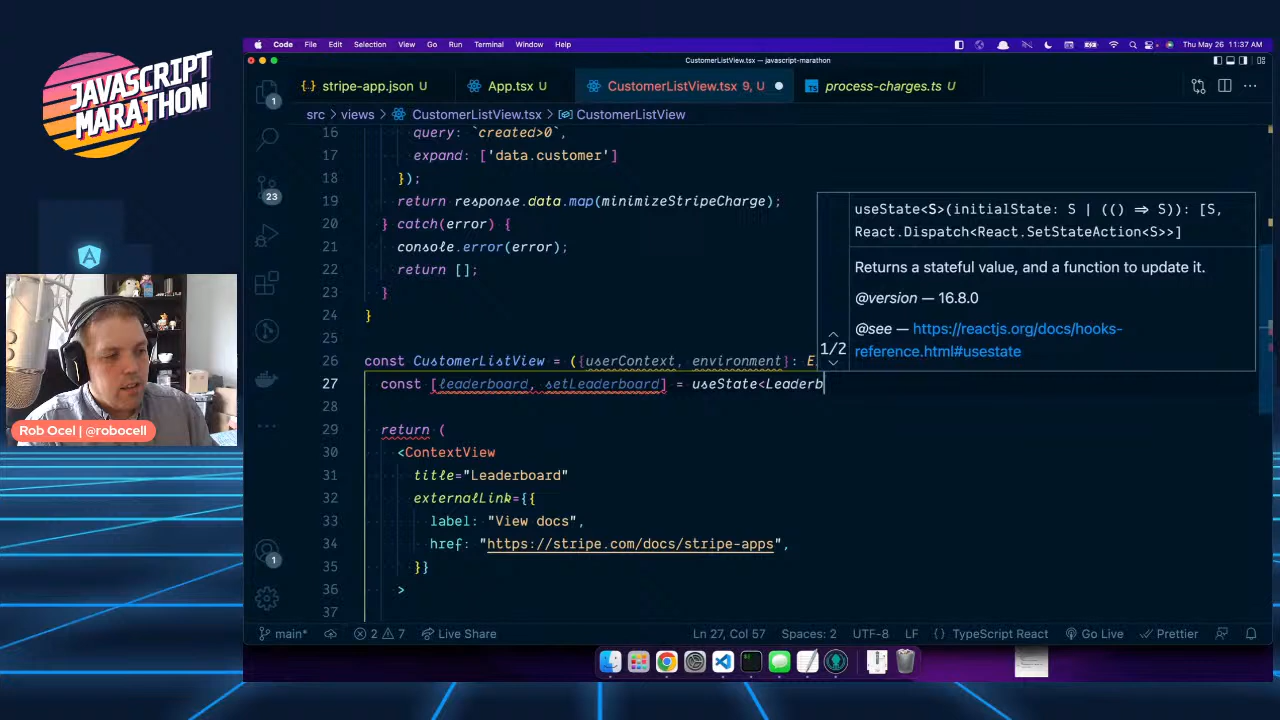 JAVASCRIPT
MARATHON
Rob Ocel | @robocell
Code File Edit Selection View Go Run Terminal Window Help
Thu May 26 11:37 AM
CustomerListView.tsx — javascript-marathon
{..} stripe-app.json U
App.tsx U
CustomerListView.tsx 9, U
TS process-charges.ts U
src > views > CustomerListView.tsx > CustomerListView
1
23
1
16 query: `created>0`,
17 expand: ['data.customer']
18 });
19 return response.data.map(minimizeStripeCharge);
20 } catch(error) {
21 console.error(error);
22 return [];
23 }
24 }
25
26 const CustomerListView = ({userContext, environment}: E
27 const [leaderboard, setLeaderboard] = useState<Leaderb
28
29 return (
30 <ContextView
31 title="Leaderboard"
32 externalLink={{
33 label: "View docs",
34 href: "https://stripe.com/docs/stripe-apps",
35 }}
36 >
37
1/2
useState<S>(initialState: S | (() => S)): [S,
React.Dispatch<React.SetStateAction<S>>]
Returns a stateful value, and a function to update it.
@version — 16.8.0
@see — https://reactjs.org/docs/hooks-
reference.html#usestate
main* 2 7 Live Share Ln 27, Col 57 Spaces: 2 UTF-8 LF { } TypeScript React Go Live Prettier